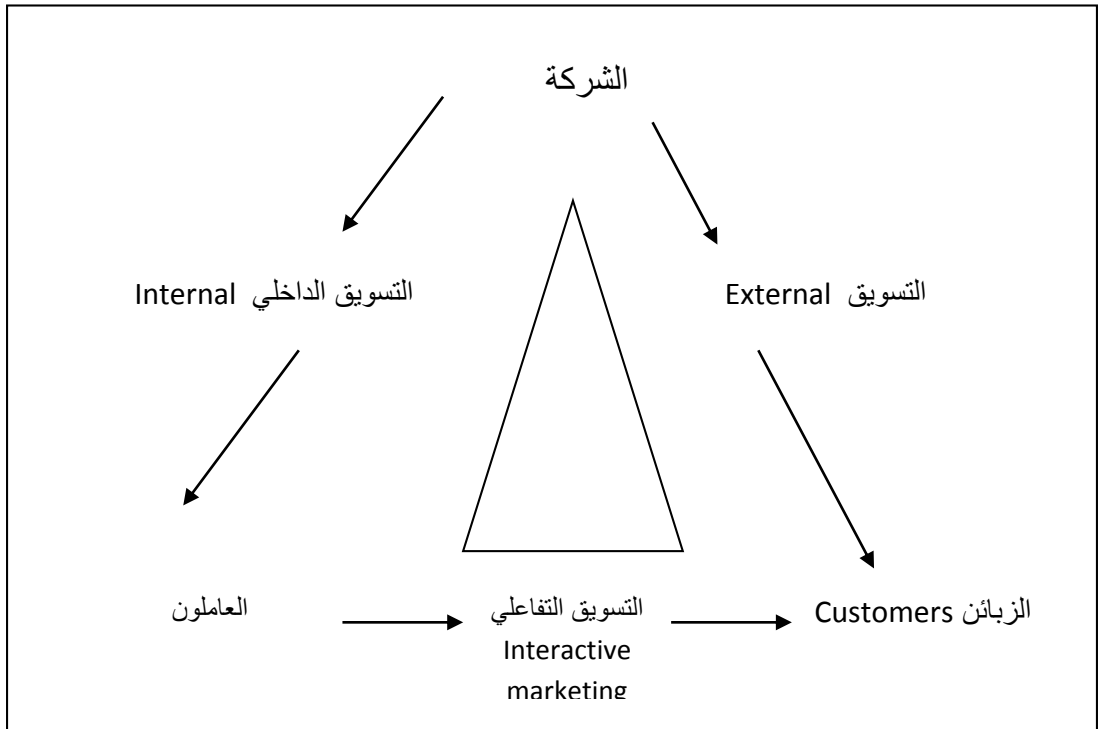 الشركة
التسويق الداخلي Internal
التسويق External
العاملون
التسويق التفاعلي
Interactive
marketing
الزبائن Customers